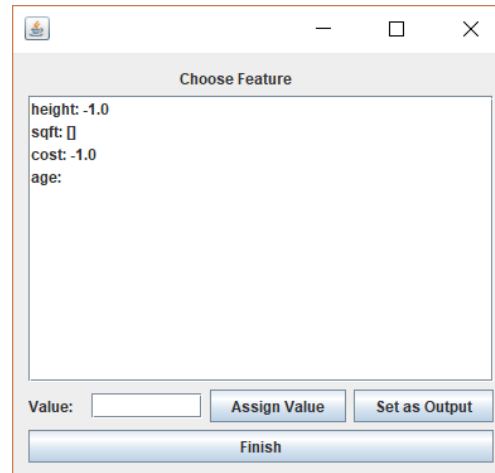 Choose Feature
height: -1.0
sqft: []
cost: -1.0
age:
Value: Assign Value Set as Output
Finish